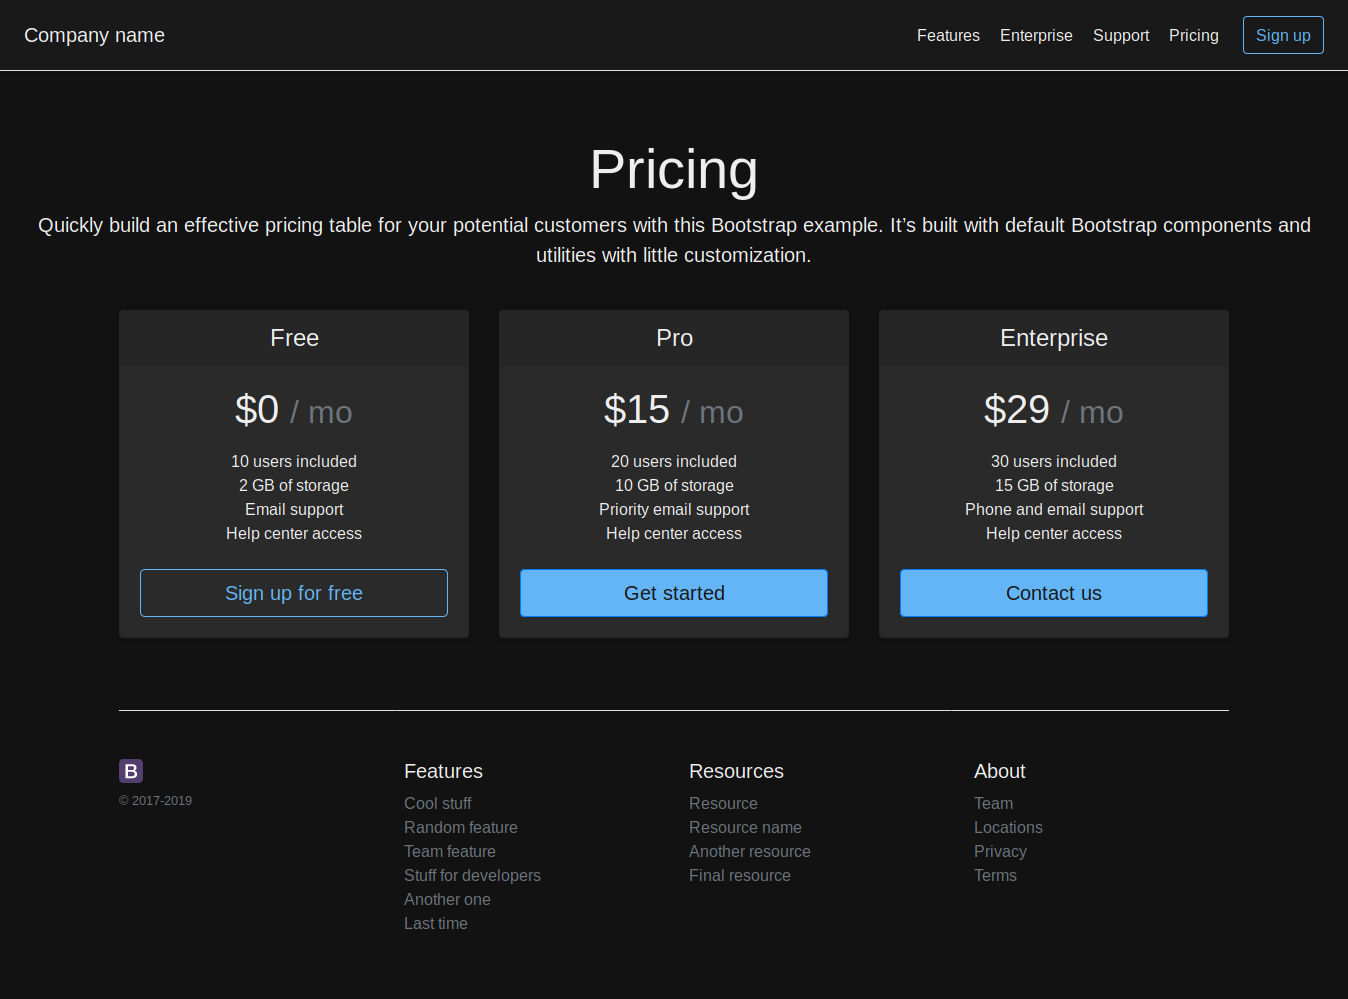 Company name
Features Enterprise Support Pricing Sign up
Pricing
Quickly build an effective pricing table for your potential customers with this Bootstrap example. It’s built with default Bootstrap components and
utilities with little customization.
Free
$0 / mo
10 users included
2 GB of storage
Email support
Help center access
Sign up for free
Pro
$15 / mo
20 users included
10 GB of storage
Priority email support
Help center access
Get started
Enterprise
$29 / mo
30 users included
15 GB of storage
Phone and email support
Help center access
Contact us
B
© 2017-2019
Features
Cool stuff
Random feature
Team feature
Stuff for developers
Another one
Last time
Resources
Resource
Resource name
Another resource
Final resource
About
Team
Locations
Privacy
Terms